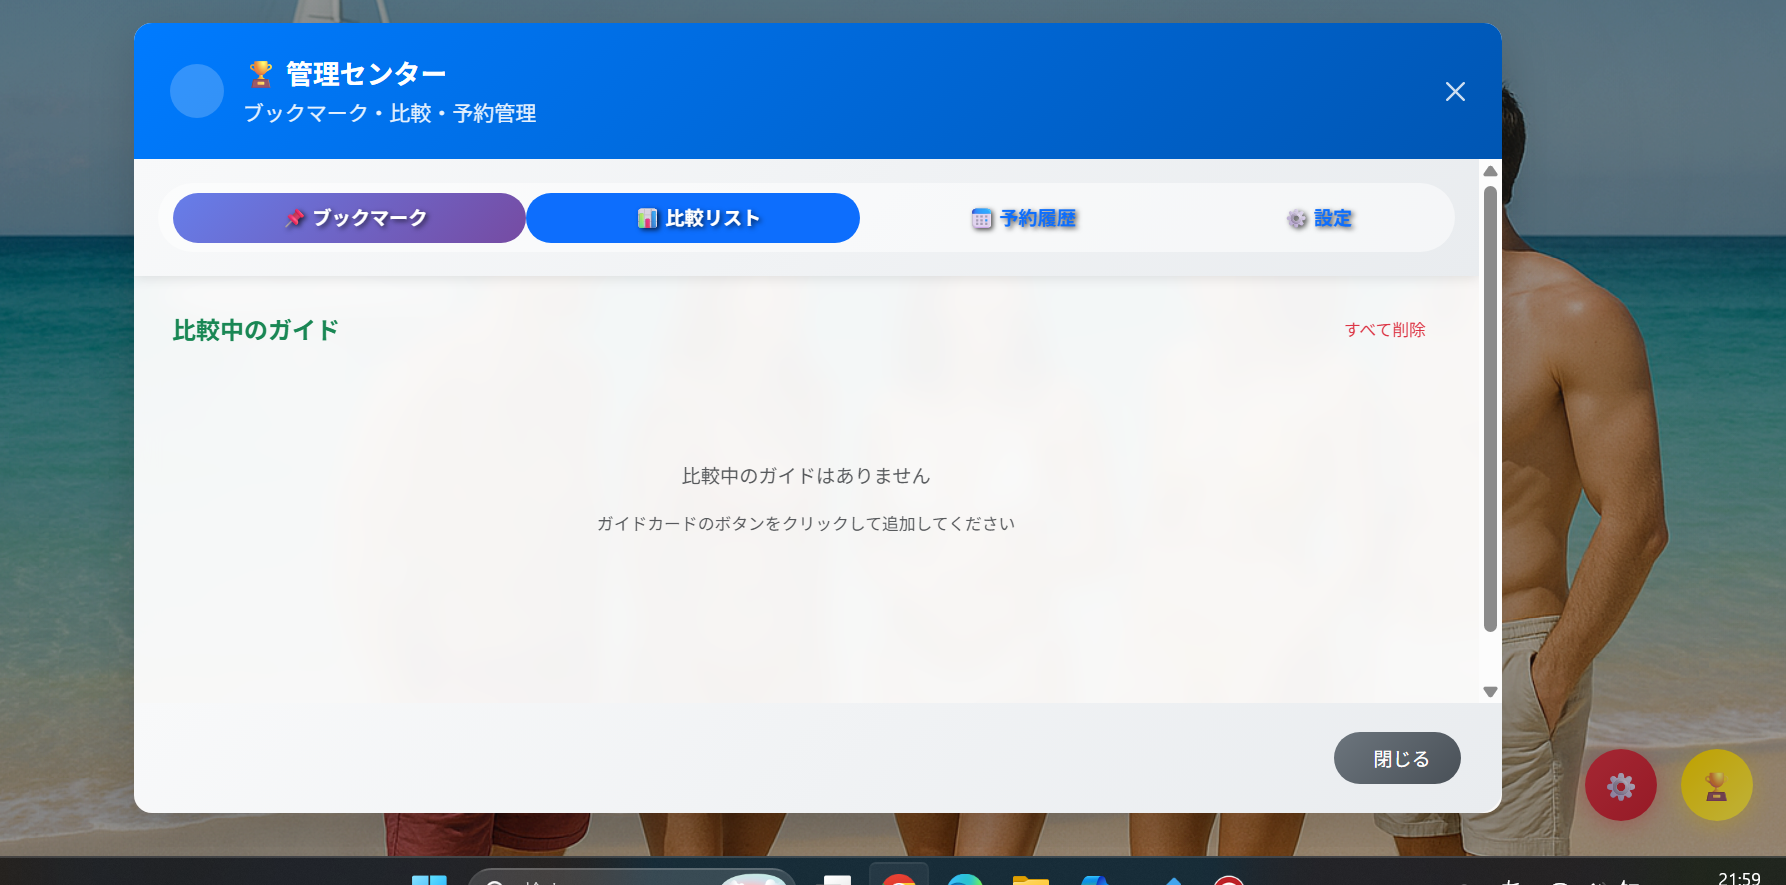 🏆 管理センター
ブックマーク・比較・予約管理
📌 ブックマーク
📊 比較リスト
📅 予約履歴
⚙️ 設定
比較中のガイド
すべて削除
比較中のガイドはありません
ガイドカードのボタンをクリックして追加してください
閉じる
21:59